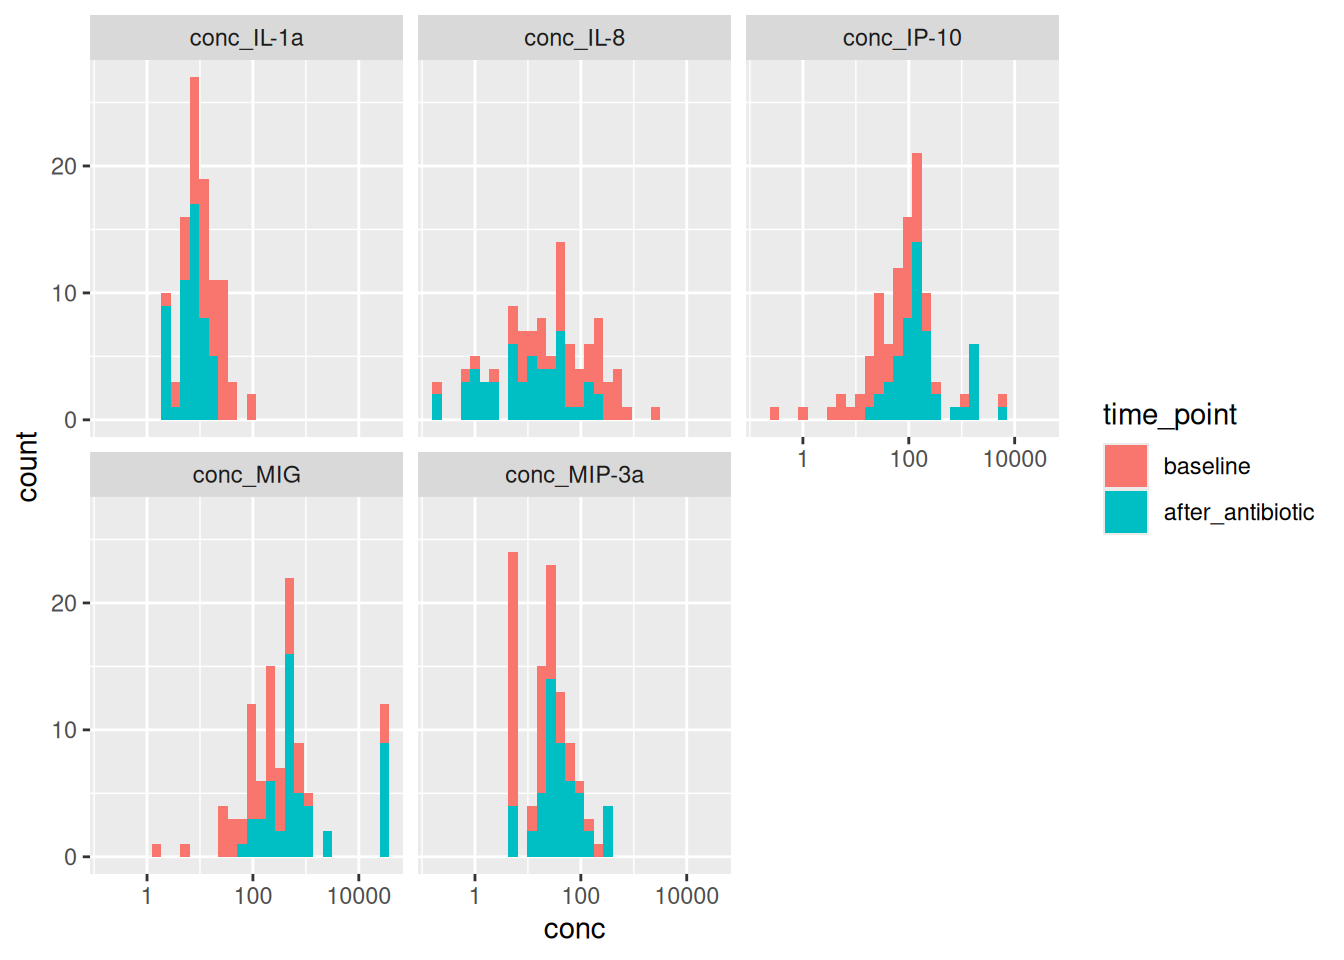 conc_IL-1a conc_IL-8 conc_IP-10
20
10
0
1 100 10000
conc_MIG conc_MIP-3a
20
10
0
1 100 10000 1 100 10000
conc
count
time_point
baseline
after_antibiotic